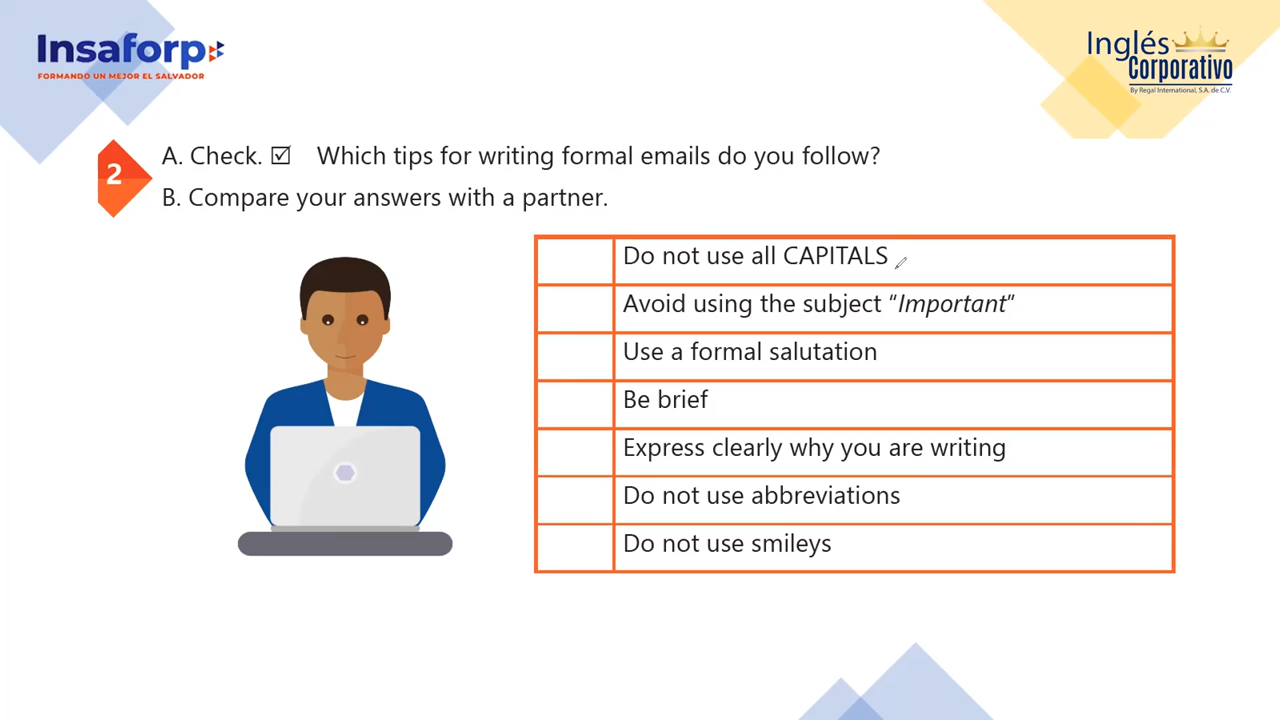 Insaforp
FORMANDO UN MEJOR EL SALVADOR
Inglés
Corporativo
By Regal International, S.A. de C.V.
2
A. Check. ☑ Which tips for writing formal emails do you follow?
B. Compare your answers with a partner.
Do not use all CAPITALS
Avoid using the subject “Important”
Use a formal salutation
Be brief
Express clearly why you are writing
Do not use abbreviations
Do not use smileys